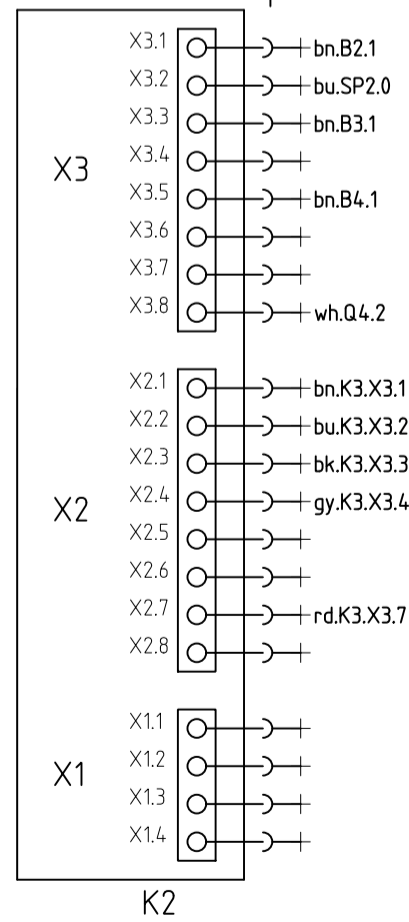 X3.1 bn.B2.1
X3.2 bu.SP2.0
X3.3 bn.B3.1
X3
X3.4
X3.5 bn.B4.1
X3.6
X3.7
X3.8 wh.Q4.2
X2.1 bn.K3.X3.1
X2.2 bu.K3.X3.2
X2.3 bk.K3.X3.3
X2.4 gy.K3.X3.4
X2
X2.5
X2.6
X2.7 rd.K3.X3.7
X2.8
X1.1
X1.2
X1
X1.3
X1.4
K2